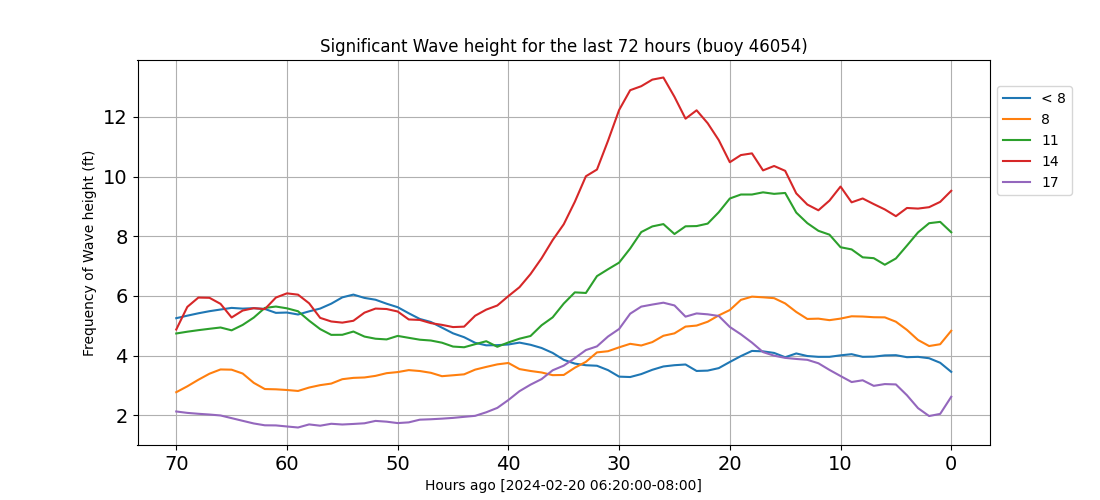 Significant Wave height for the last 72 hours (buoy 46054)
< 8
8
11
14
17
Frequency of Wave height (ft)
12
10
8
6
4
2
70 60 50 40 30 20 10 0
Hours ago [2024-02-20 06:20:00-08:00]